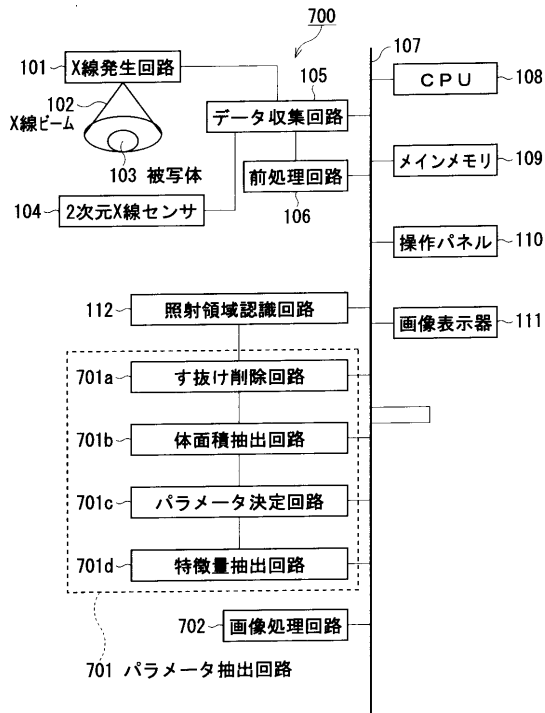 700
107
101 X線発生回路
CPU 108
102
X線ビーム
105
データ収集回路
103 被写体
メインメモリ 109
前処理回路
106
104 2次元X線センサ
操作パネル 110
112 照射領域認識回路
画像表示器 111
701a す抜け削除回路
701b 体面積抽出回路
701c パラメータ決定回路
701d 特徴量抽出回路
702 画像処理回路
701 パラメータ抽出回路